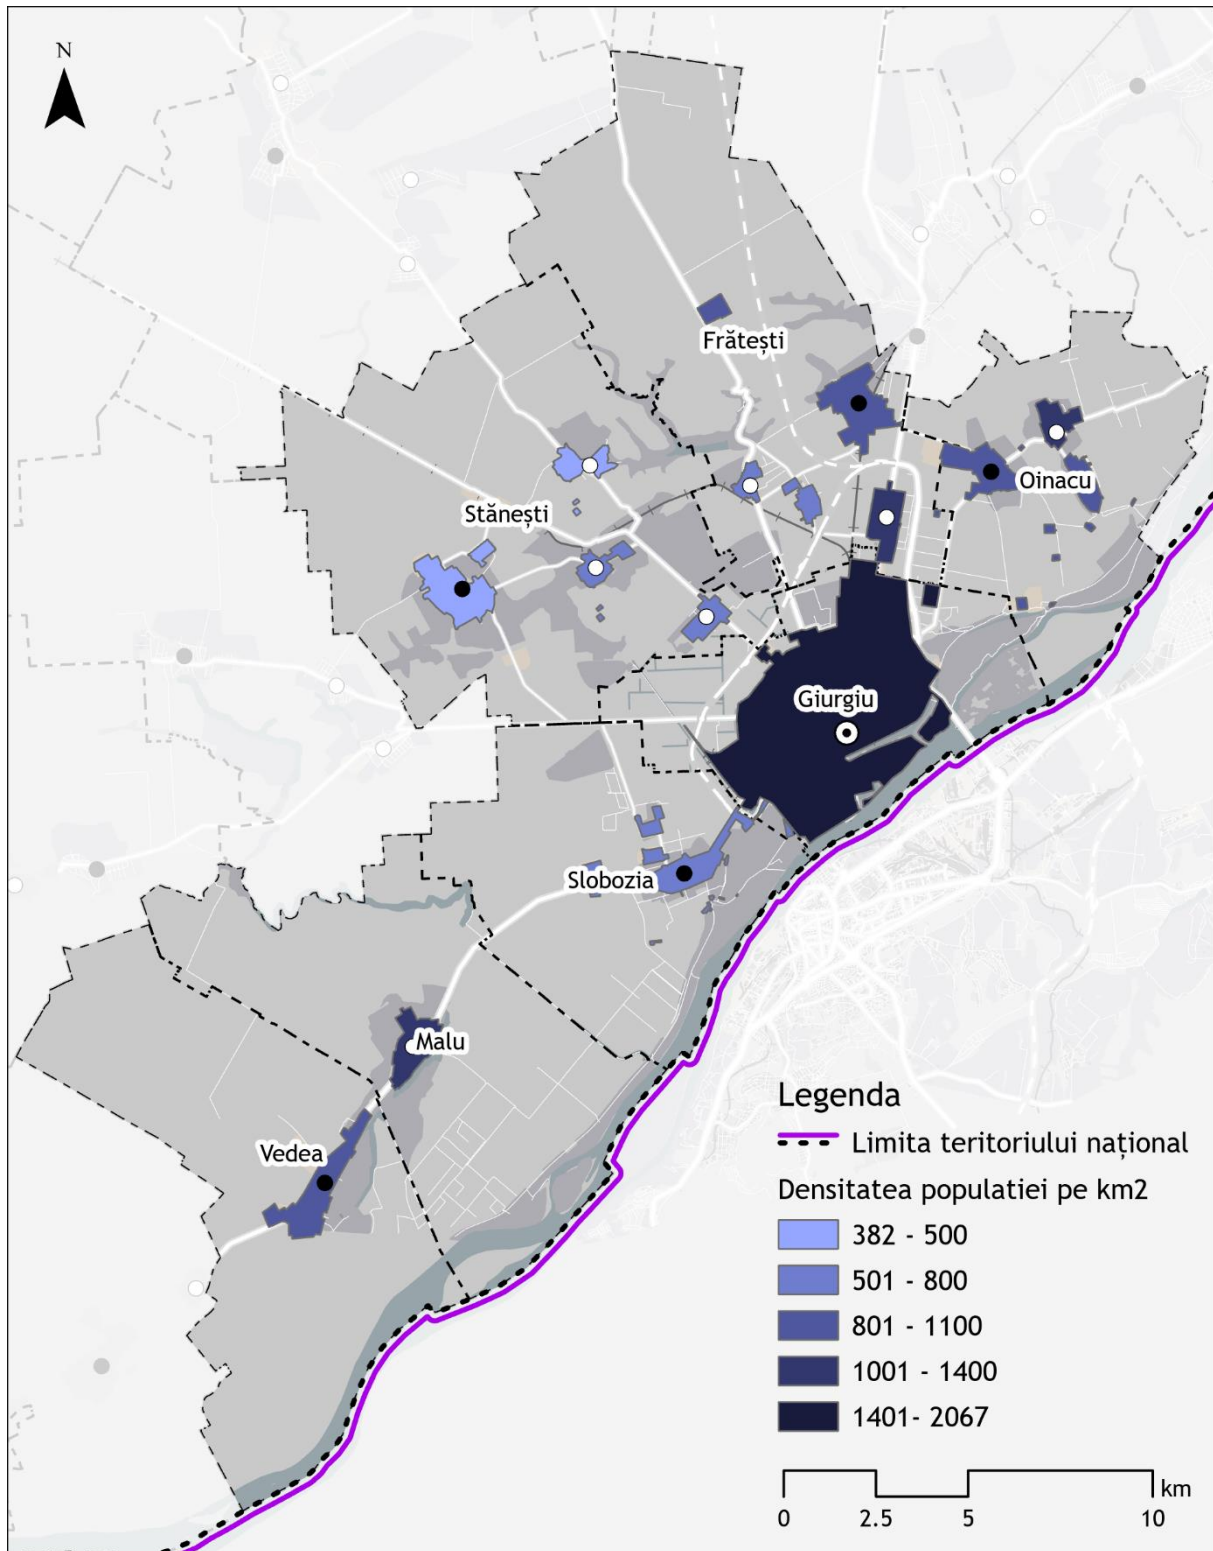 N
Frătești
Oinacu
Stănești
Giurgiu
Slobozia
Malu
Vedea
Legenda
Limita teritoriului național
Densitatea populatiei pe km2
382 - 500
501 - 800
801 - 1100
1001 - 1400
1401- 2067
km
0 2.5 5 10